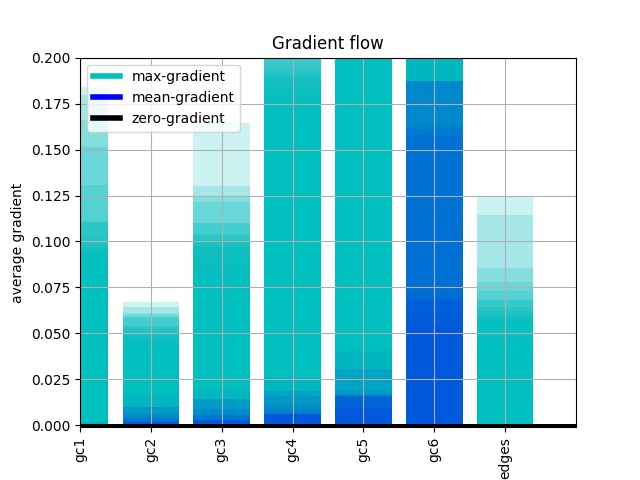 Gradient flow
max-gradient
mean-gradient
zero-gradient
average gradient
0.200
0.175
0.150
0.125
0.100
0.075
0.050
0.025
0.000
gc1
gc2
gc3
gc4
gc5
gc6
edges